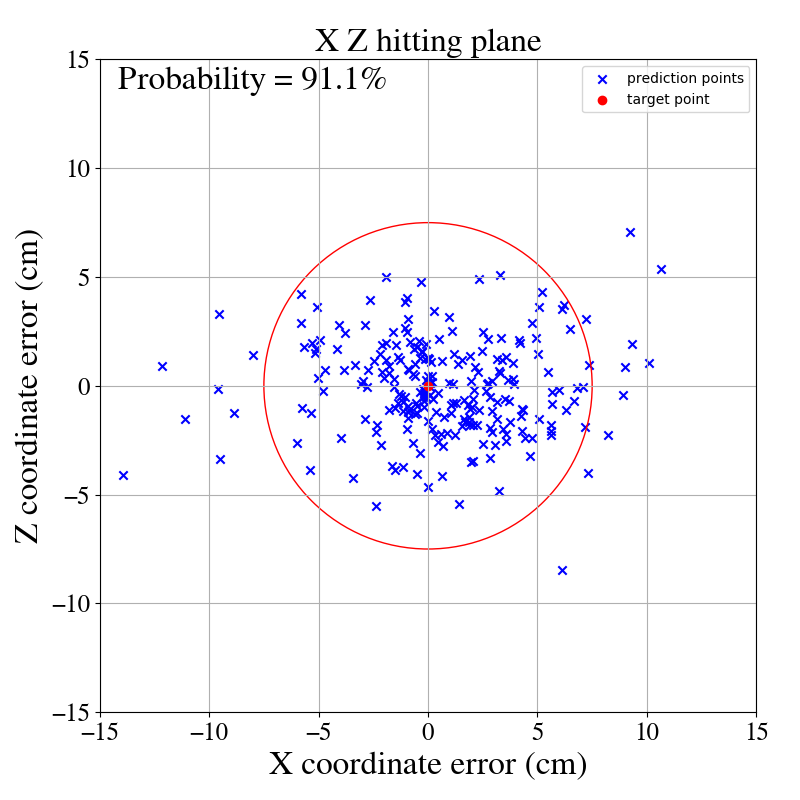 X Z hitting plane
Probability = 91.1%
prediction points
target point
Z coordinate error (cm)
15
10
5
0
−5
−10
−15
−15
−10
−5
0
5
10
15
X coordinate error (cm)